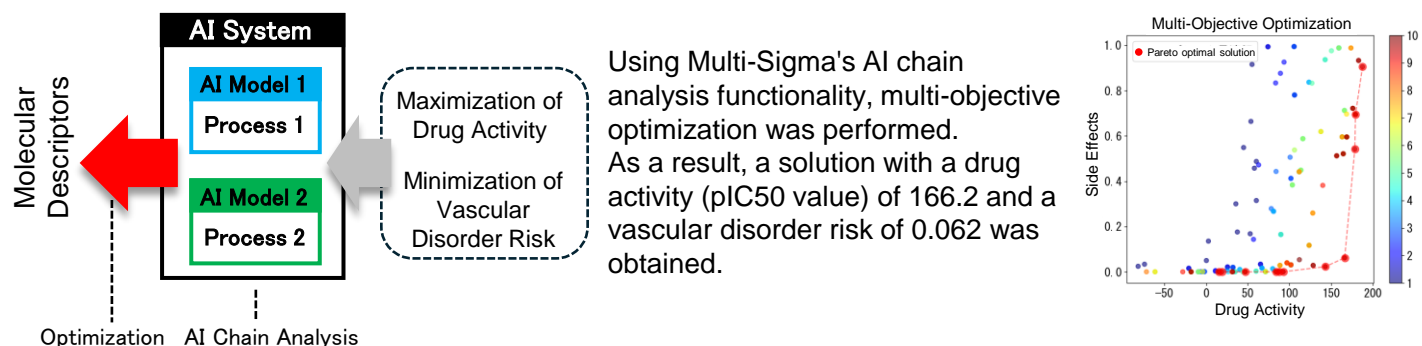 AI System
AI Model 1
Process 1
AI Model 2
Process 2
Molecular
Descriptors
Maximization of
Drug Activity
Minimization of
Vascular
Disorder Risk
Optimization
AI Chain Analysis
Using Multi-Sigma's AI chain
analysis functionality, multi-objective
optimization was performed.
As a result, a solution with a drug
activity (pIC50 value) of 166.2 and a
vascular disorder risk of 0.062 was
obtained.
Multi-Objective Optimization
Pareto optimal solution
Side Effects
1.0
0.8
0.6
0.4
0.2
0.0
-50
0
50
100
150
200
Drug Activity
10
9
8
7
6
5
4
3
2
1